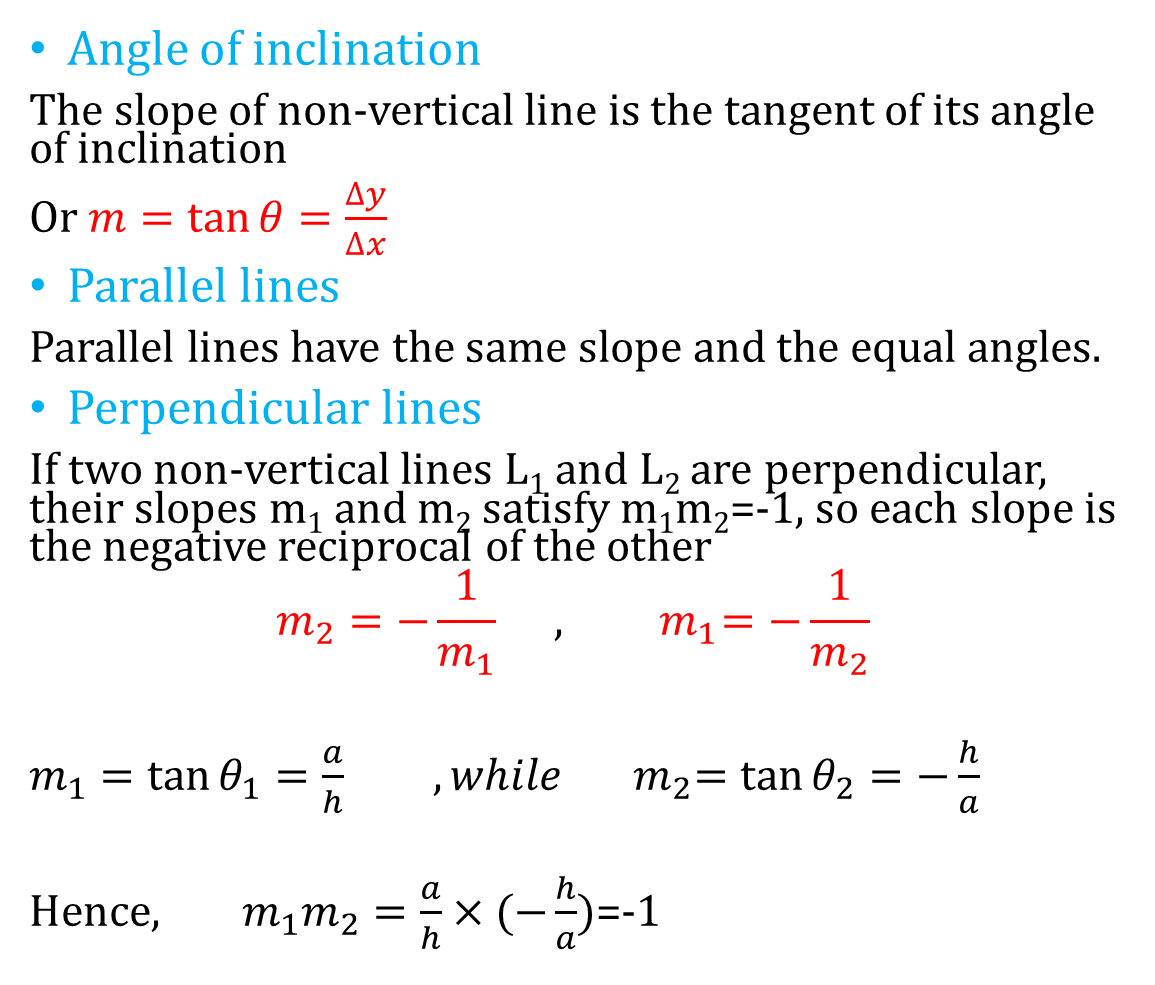 • Angle of inclination
The slope of non-vertical line is the tangent of its angle
of inclination
Or m = tan θ = Δy/Δx
• Parallel lines
Parallel lines have the same slope and the equal angles.
• Perpendicular lines
If two non-vertical lines L₁ and L₂ are perpendicular,
their slopes m₁ and m₂ satisfy m₁m₂=-1, so each slope is
the negative reciprocal of the other
m₂ = −1/m₁ , m₁= −1/m₂
m₁ = tan θ₁ = a/h , while m₂= tan θ₂ = −h/a
Hence, m₁m₂ = a/h × (−h/a)=-1